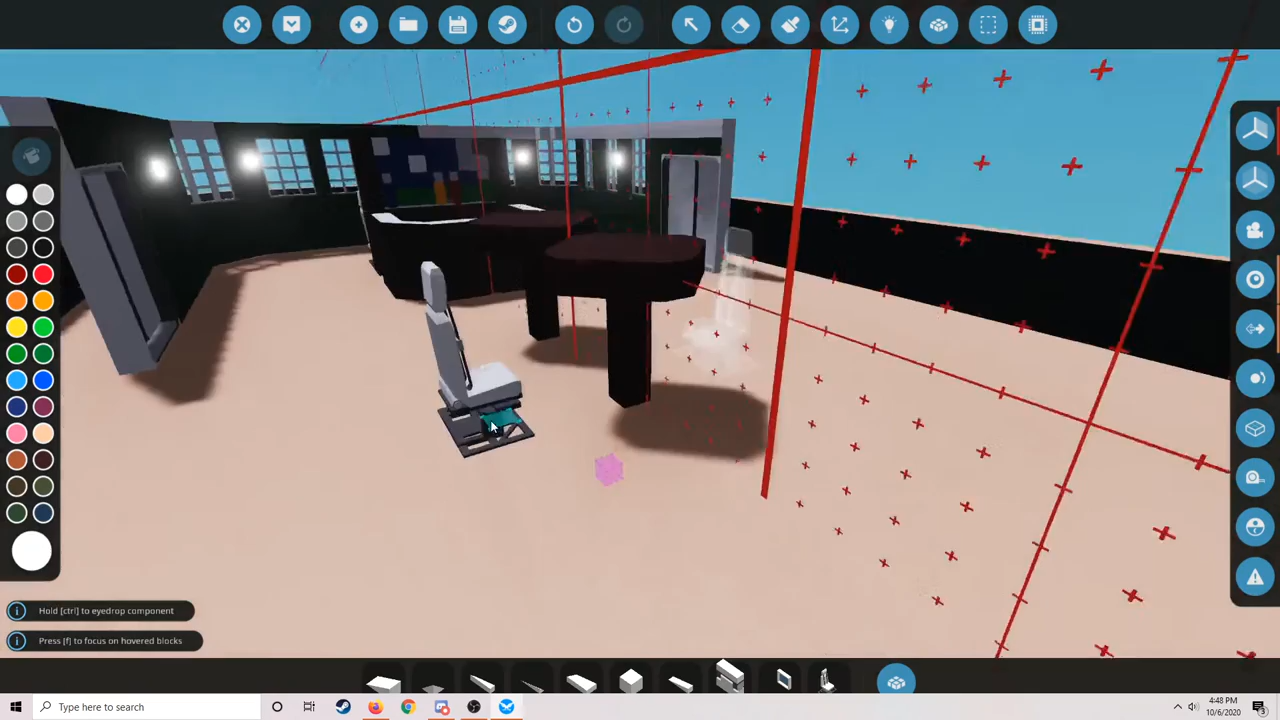 Hold [ctrl] to eyedrop component
Press [f] to focus on hovered blocks
Type here to search
4:48 PM
10/6/2020
3